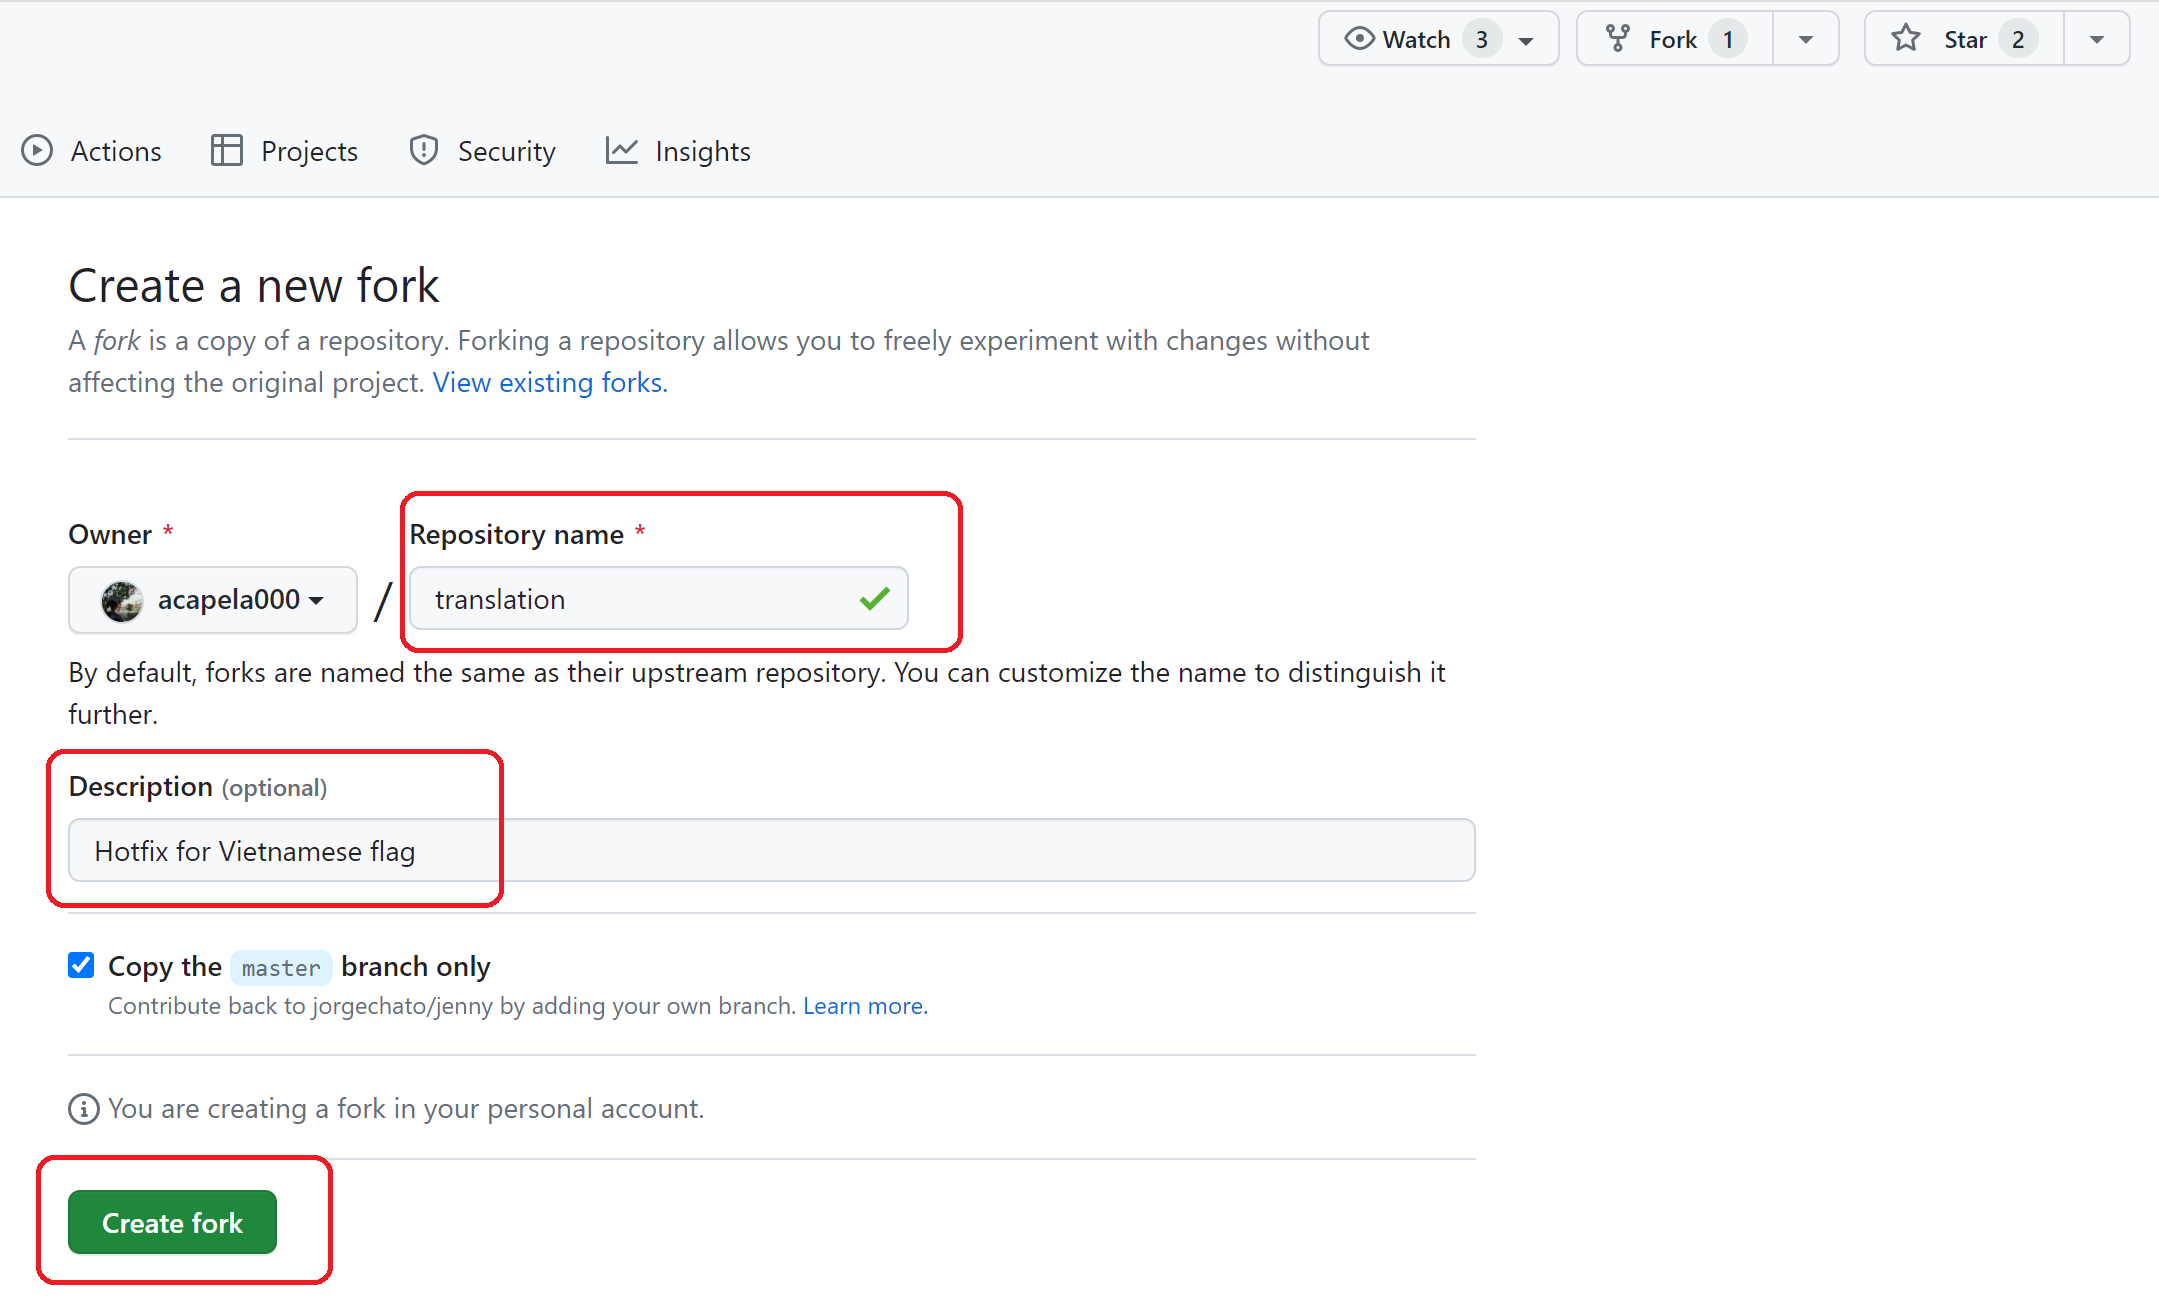 Watch 3 Fork 1 Star 2
Actions Projects Security Insights
Create a new fork
A fork is a copy of a repository. Forking a repository allows you to freely experiment with changes without
affecting the original project. View existing forks.
Owner * Repository name *
acapela000 / translation
By default, forks are named the same as their upstream repository. You can customize the name to distinguish it
further.
Description (optional)
Hotfix for Vietnamese flag
Copy the master branch only
Contribute back to jorgechato/jenny by adding your own branch. Learn more.
You are creating a fork in your personal account.
Create fork